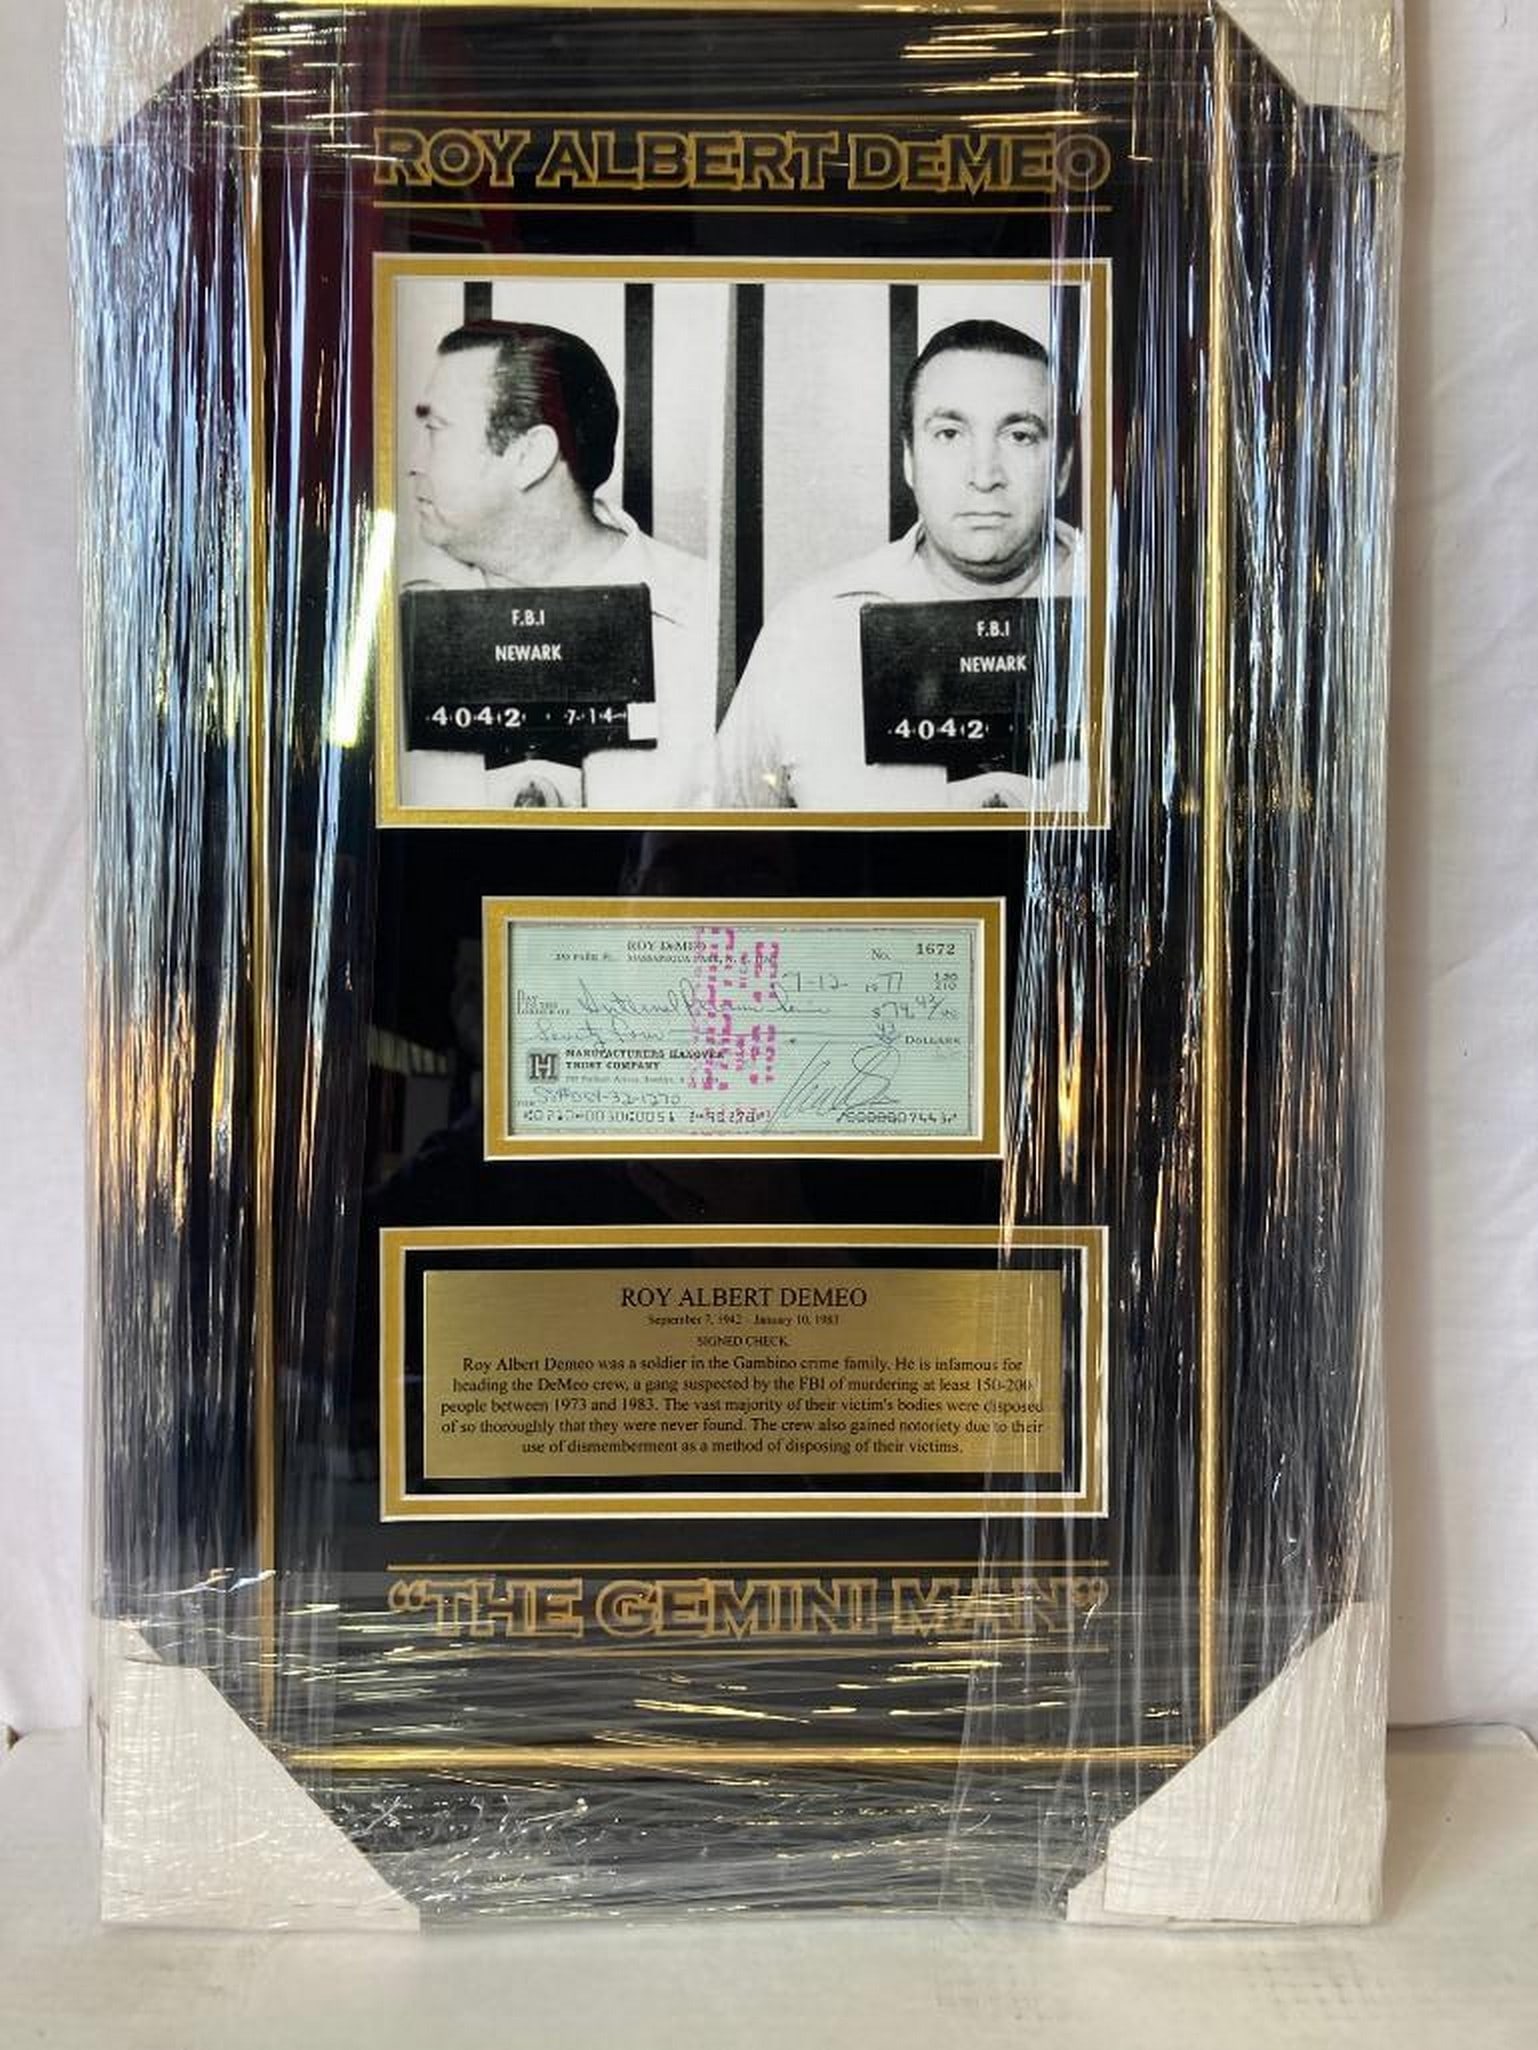 ROY ALBERT DEMEO
F.B.I
NEWARK
4042 7-14
F.B.I
NEWARK
4042
ROY DeMEO
No. 1672
MASSAPEQUA PARK, N. Y.
7-12- 1977
$ 74.43/100
Seventy Four
DOLLARS
MANUFACTURERS HANOVER
TRUST COMPANY
ROY ALBERT DEMEO
September 7, 1942 - January 10, 1983
SIGNED CHECK
Roy Albert Demeo was a soldier in the Gambino crime family. He is infamous for
heading the DeMeo crew, a gang suspected by the FBI of murdering at least 150-200
people between 1973 and 1983. The vast majority of their victim's bodies were disposed
of so thoroughly that they were never found. The crew also gained notoriety due to their
use of dismemberment as a method of disposing of their victims.
"THE GEMINI MAN"